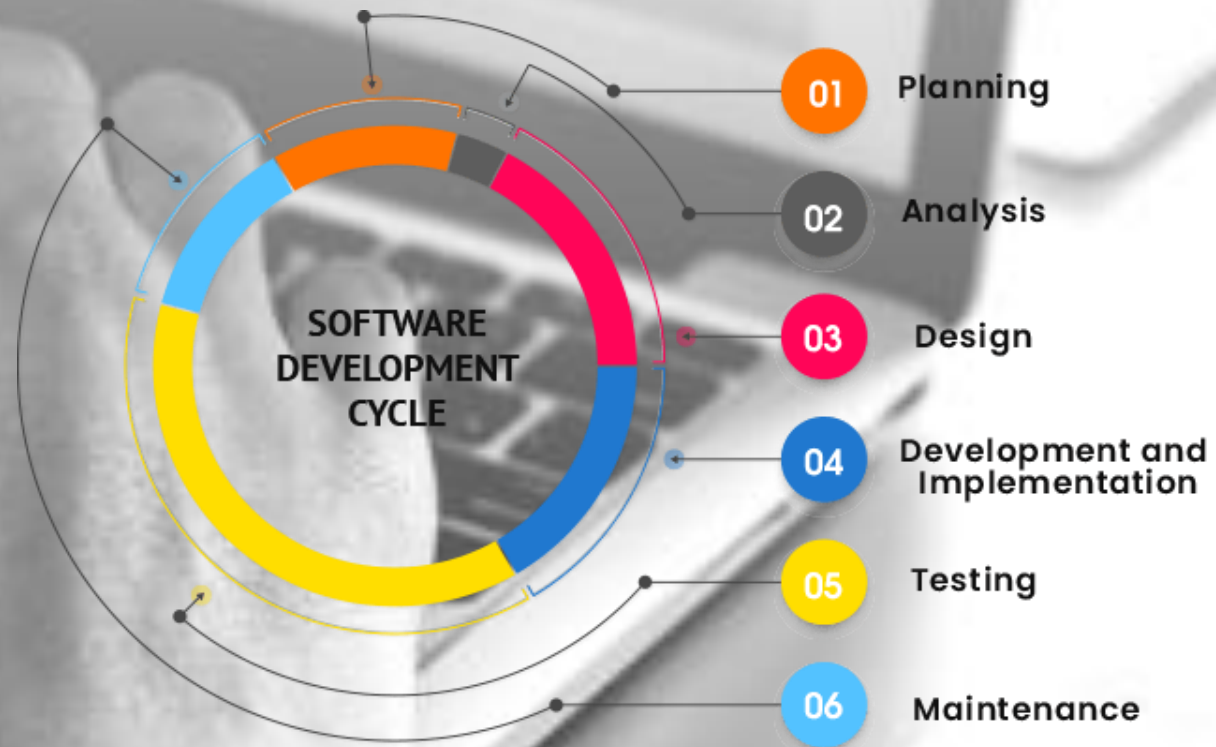 SOFTWARE
DEVELOPMENT
CYCLE
01 Planning
02 Analysis
03 Design
04 Development and
Implementation
05 Testing
06 Maintenance